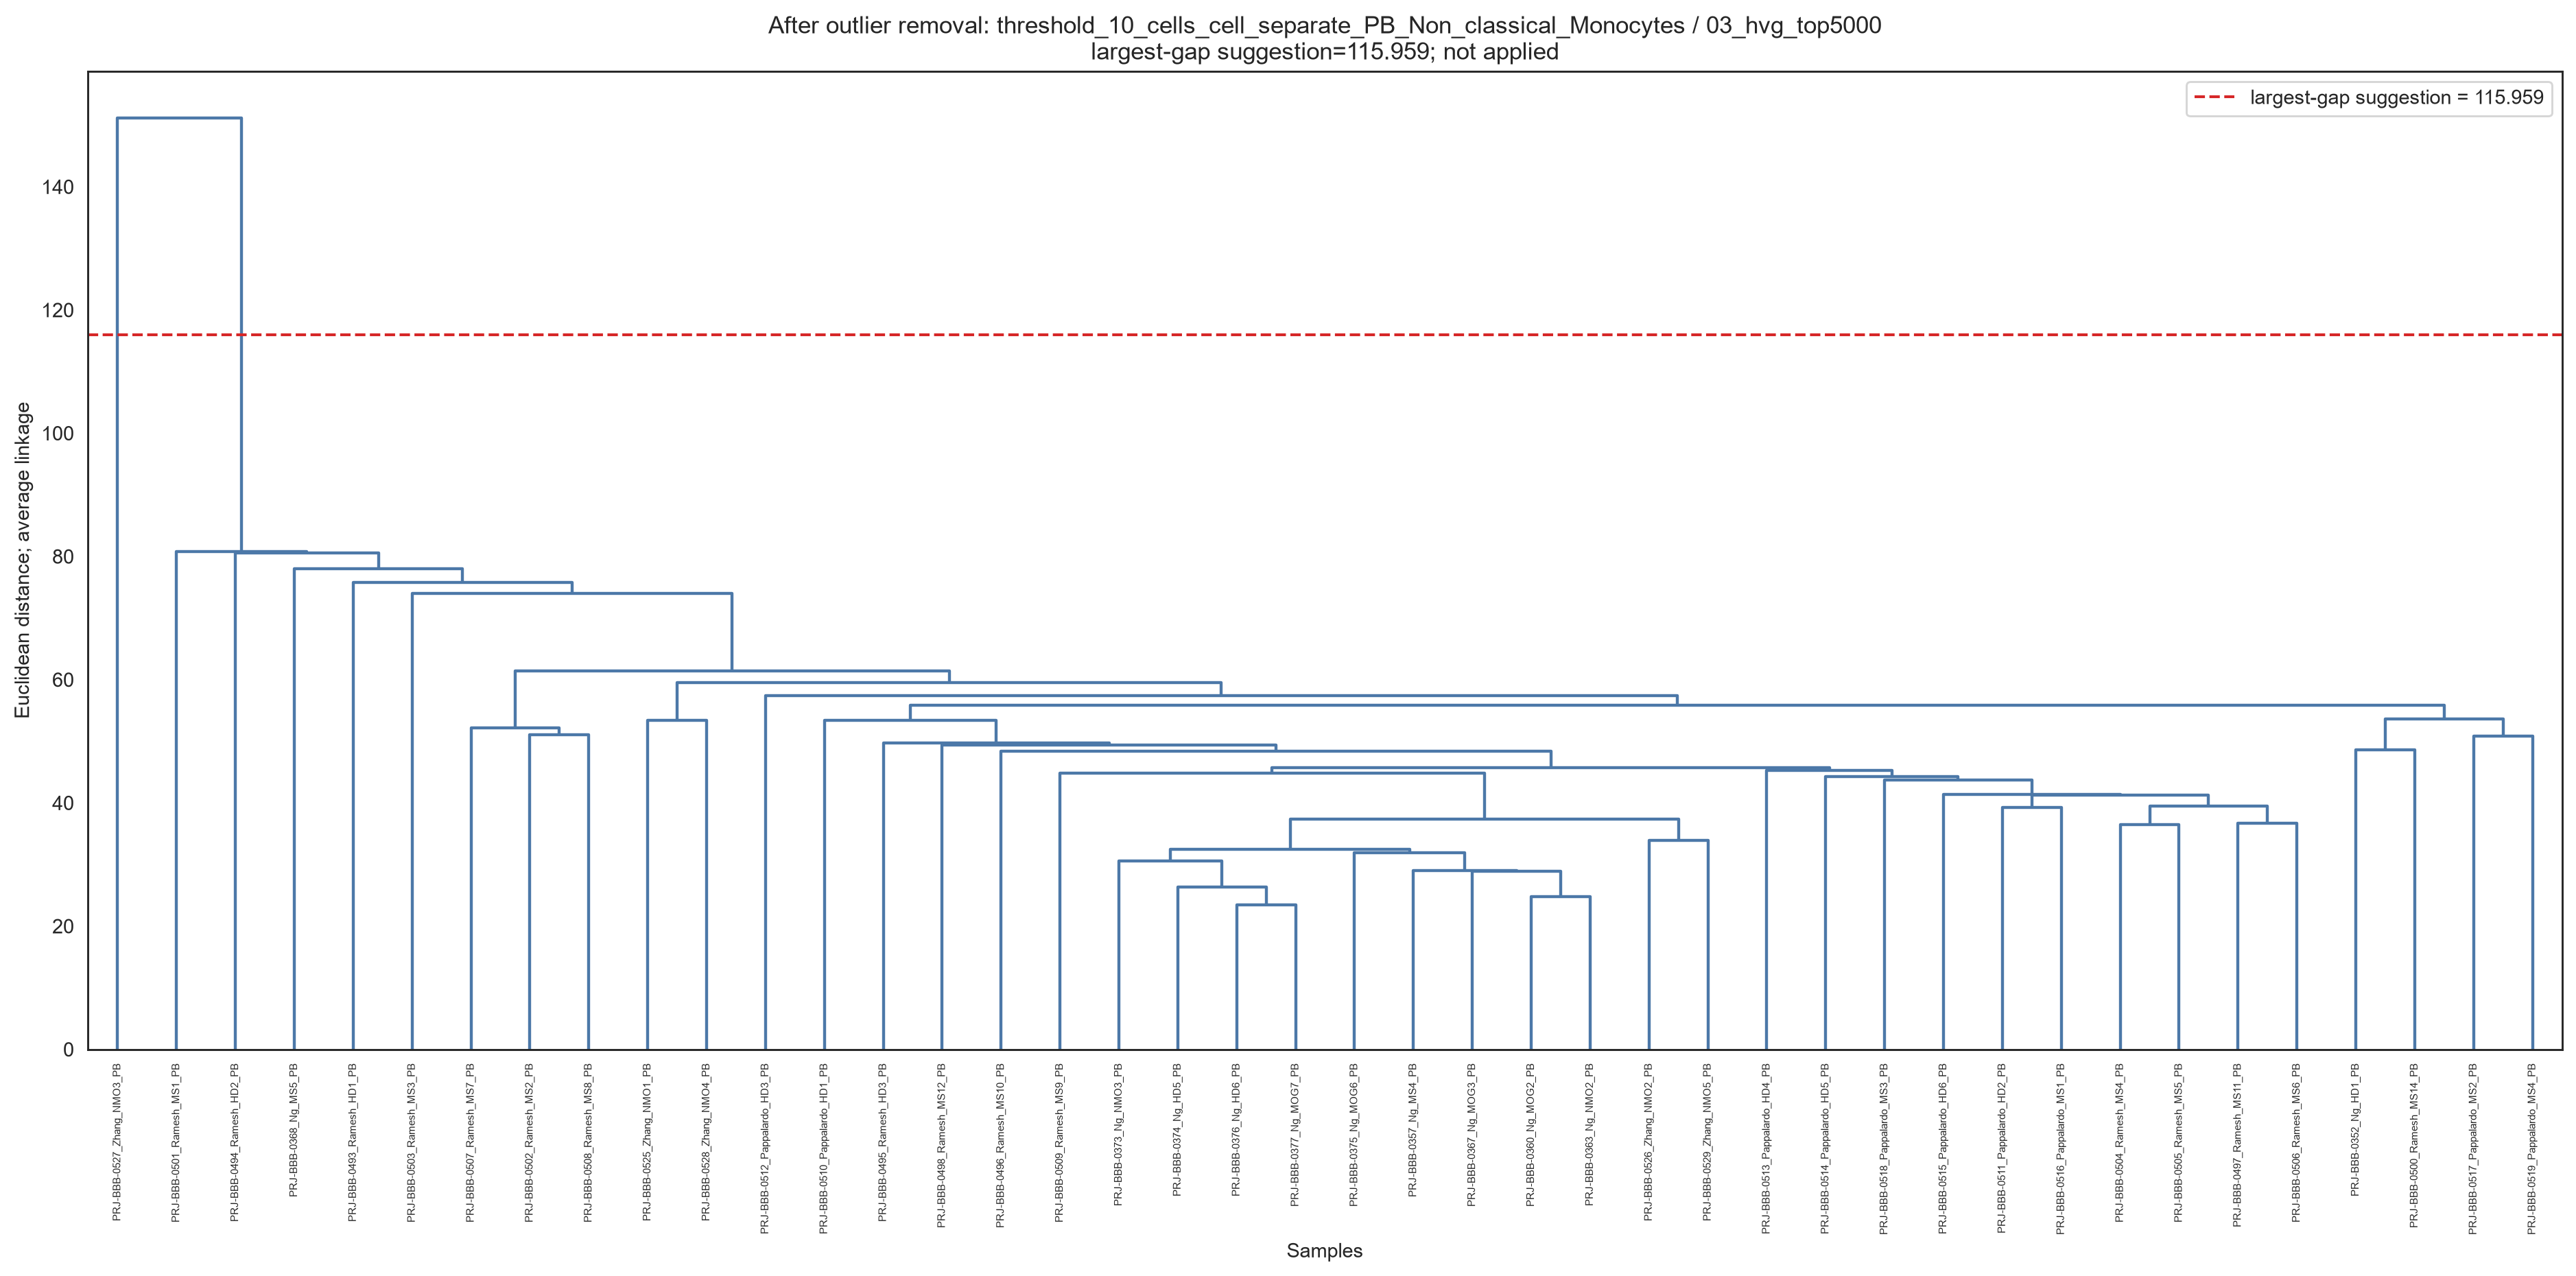 After outlier removal: threshold_10_cells_cell_separate_PB_Non_classical_Monocytes / 03_hvg_top5000
largest-gap suggestion=115.959; not applied
largest-gap suggestion = 115.959
Euclidean distance; average linkage
140
120
100
80
60
40
20
0
PRJ-BBB-0527_Zhang_NMO3_PB
PRJ-BBB-0501_Ramesh_MS1_PB
PRJ-BBB-0494_Ramesh_HD2_PB
PRJ-BBB-0368_Ng_MS5_PB
PRJ-BBB-0493_Ramesh_HD1_PB
PRJ-BBB-0503_Ramesh_MS3_PB
PRJ-BBB-0507_Ramesh_MS7_PB
PRJ-BBB-0502_Ramesh_MS2_PB
PRJ-BBB-0508_Ramesh_MS8_PB
PRJ-BBB-0525_Zhang_NMO1_PB
PRJ-BBB-0528_Zhang_NMO4_PB
PRJ-BBB-0512_Pappalardo_HD3_PB
PRJ-BBB-0510_Pappalardo_HD1_PB
PRJ-BBB-0495_Ramesh_HD3_PB
PRJ-BBB-0498_Ramesh_MS12_PB
PRJ-BBB-0496_Ramesh_MS10_PB
PRJ-BBB-0509_Ramesh_MS9_PB
PRJ-BBB-0373_Ng_NMO3_PB
PRJ-BBB-0374_Ng_HD5_PB
PRJ-BBB-0376_Ng_HD6_PB
PRJ-BBB-0377_Ng_MOG7_PB
PRJ-BBB-0375_Ng_MOG6_PB
PRJ-BBB-0357_Ng_MS4_PB
PRJ-BBB-0367_Ng_MOG3_PB
PRJ-BBB-0360_Ng_MOG2_PB
PRJ-BBB-0363_Ng_NMO2_PB
PRJ-BBB-0526_Zhang_NMO2_PB
PRJ-BBB-0529_Zhang_NMO5_PB
PRJ-BBB-0513_Pappalardo_HD4_PB
PRJ-BBB-0514_Pappalardo_HD5_PB
PRJ-BBB-0518_Pappalardo_MS3_PB
PRJ-BBB-0515_Pappalardo_HD6_PB
PRJ-BBB-0511_Pappalardo_HD2_PB
PRJ-BBB-0516_Pappalardo_MS1_PB
PRJ-BBB-0504_Ramesh_MS4_PB
PRJ-BBB-0505_Ramesh_MS5_PB
PRJ-BBB-0497_Ramesh_MS11_PB
PRJ-BBB-0506_Ramesh_MS6_PB
PRJ-BBB-0352_Ng_HD1_PB
PRJ-BBB-0500_Ramesh_MS14_PB
PRJ-BBB-0517_Pappalardo_MS2_PB
PRJ-BBB-0519_Pappalardo_MS4_PB
Samples